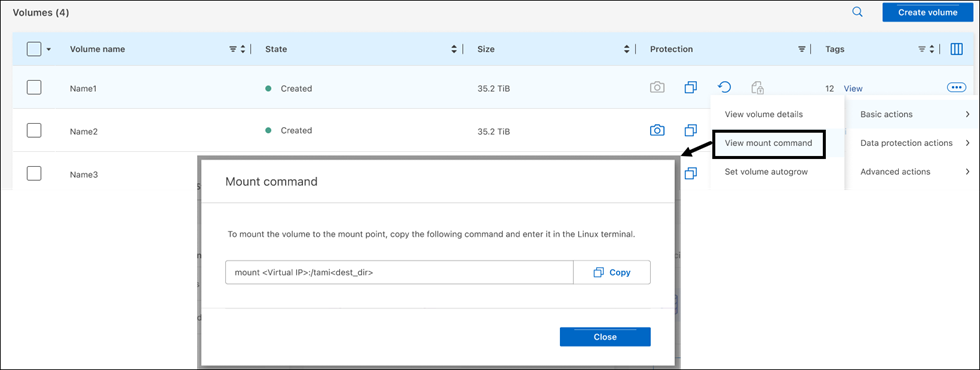 Volumes (4)
Create volume
Volume name
State
Size
Protection
Tags
Name1
Created
35.2 TiB
12 View
Name2
Created
35.2 TiB
Name3
View volume details
View mount command
Set volume autogrow
Basic actions
Data protection actions
Advanced actions
Mount command
To mount the volume to the mount point, copy the following command and enter it in the Linux terminal.
mount <Virtual IP>:/tami<dest_dir>
Copy
Close